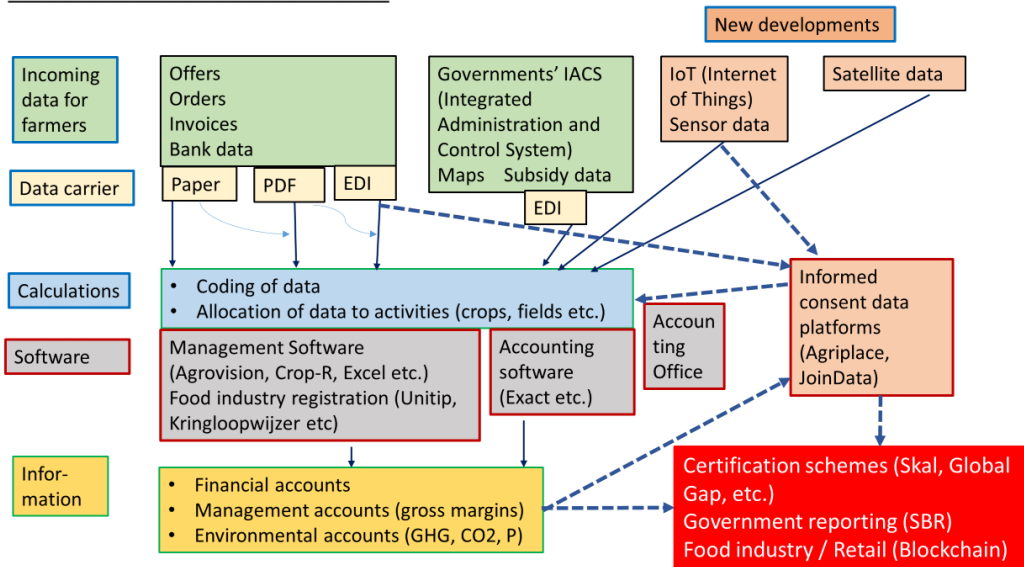 New developments
Incoming
data for
farmers
Offers
Orders
Invoices
Bank data
Governments’ IACS
(Integrated
Administration and
Control System)
Maps Subsidy data
IoT (Internet
of Things)
Sensor data
Satellite data
Data carrier
Paper
PDF
EDI
EDI
Calculations
• Coding of data
• Allocation of data to activities (crops, fields etc.)
Informed
consent data
platforms
(Agriplace,
JoinData)
Software
Management Software
(Agrovision, Crop-R, Excel etc.)
Food industry registration (Unitip,
Kringloopwijzer etc)
Accounting
software
(Exact etc.)
Accoun
ting
Office
Infor-
mation
• Financial accounts
• Management accounts (gross margins)
• Environmental accounts (GHG, CO2, P)
Certification schemes (Skal, Global
Gap, etc.)
Government reporting (SBR)
Food industry / Retail (Blockchain)